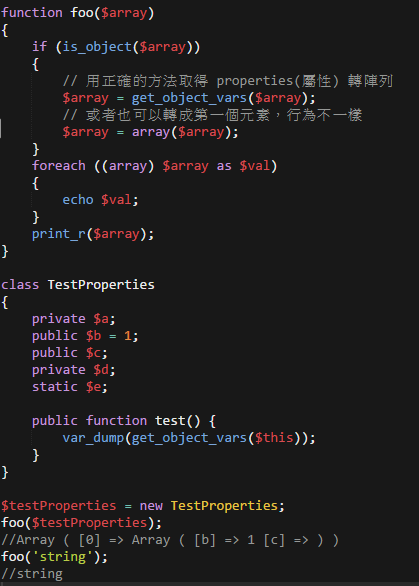 function foo($array)
{
    if (is_object($array))
    {
        // 用正確的方法取得 properties(屬性) 轉陣列
        $array = get_object_vars($array);
        // 或者也可以轉成第一個元素，行為不一樣
        $array = array($array);
    }
    foreach ((array) $array as $val)
    {
        echo $val;
    }
    print_r($array);
}

class TestProperties
{
    private $a;
    public $b = 1;
    public $c;
    private $d;
    static $e;

    public function test() {
        var_dump(get_object_vars($this));
    }
}

$testProperties = new TestProperties;
foo($testProperties);
//Array ( [0] => Array ( [b] => 1 [c] => ) )
foo('string');
//string